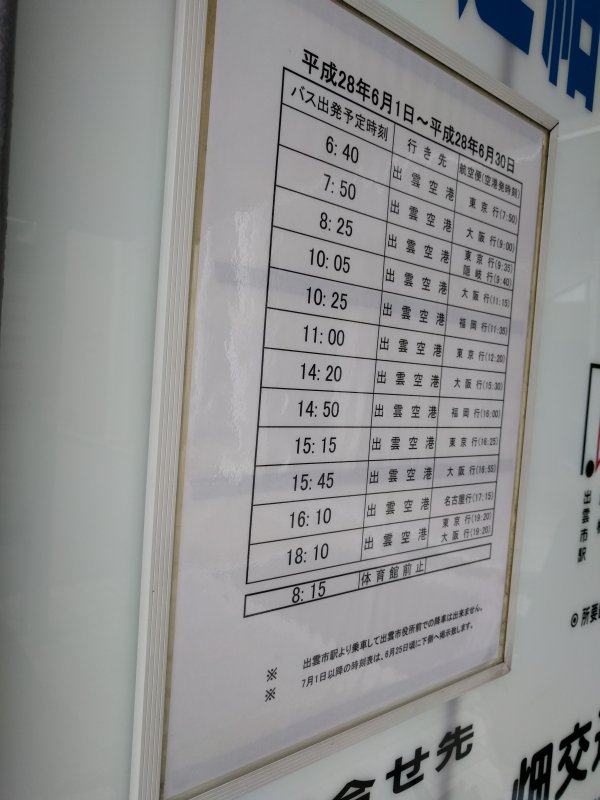 平成28年6月1日～平成28年6月30日
バス出発予定時刻 行き先 航空便(空港発時刻)
6:40 出雲空港 東京行(7:50)
7:50 出雲空港 大阪行(9:00)
8:25 出雲空港 東京行(9:35)
隠岐行(9:40)
10:05 出雲空港 大阪行(11:15)
10:25 出雲空港 福岡行(11:35)
11:00 出雲空港 東京行(12:20)
14:20 出雲空港 大阪行(15:30)
14:50 出雲空港 福岡行(16:00)
15:15 出雲空港 東京行(16:25)
15:45 出雲空港 大阪行(16:55)
16:10 出雲空港 名古屋行(17:15)
18:10 出雲空港 東京行(19:20)
大阪行(19:20)
8:15 体育館前止
※ 出雲市駅より乗車して出雲市役所前での降車は出来ません。
※ 7月1日以降の時刻表は、6月25日頃に下側へ掲示致します。
出雲市駅
◎所要
合せ先
畑交